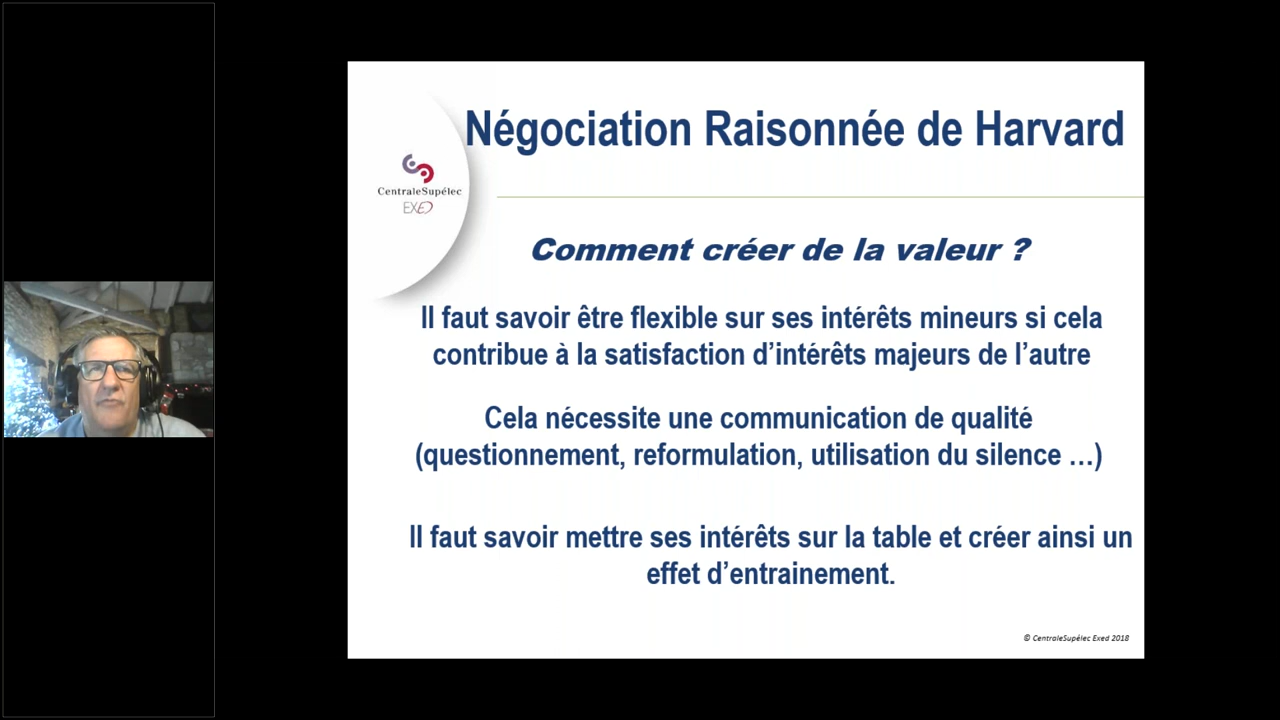 Négociation Raisonnée de Harvard
CentraleSupélec
EXED
Comment créer de la valeur ?
Il faut savoir être flexible sur ses intérêts mineurs si cela
contribue à la satisfaction d’intérêts majeurs de l’autre
Cela nécessite une communication de qualité
(questionnement, reformulation, utilisation du silence …)
Il faut savoir mettre ses intérêts sur la table et créer ainsi un
effet d’entrainement.
© CentraleSupélec Exed 2018